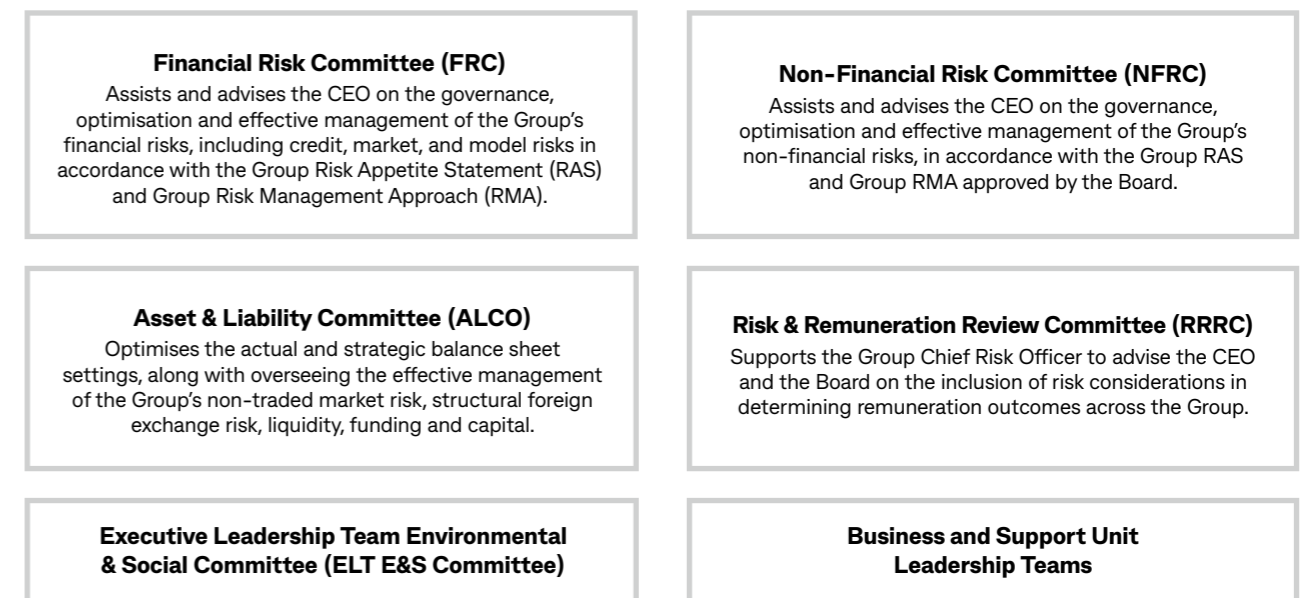 Financial Risk Committee (FRC)
Assists and advises the CEO on the governance,
optimisation and effective management of the Group's
financial risks, including credit, market, and model risks in
accordance with the Group Risk Appetite Statement (RAS)
and Group Risk Management Approach (RMA).
Non-Financial Risk Committee (NFRC)
Assists and advises the CEO on the governance,
optimisation and effective management of the Group's
non-financial risks, in accordance with the Group RAS
and Group RMA approved by the Board.
Asset & Liability Committee (ALCO)
Optimises the actual and strategic balance sheet
settings, along with overseeing the effective management
of the Group's non-traded market risk, structural foreign
exchange risk, liquidity, funding and capital.
Risk & Remuneration Review Committee (RRRC)
Supports the Group Chief Risk Officer to advise the CEO
and the Board on the inclusion of risk considerations in
determining remuneration outcomes across the Group.
Executive Leadership Team Environmental
& Social Committee (ELT E&S Committee)
Business and Support Unit
Leadership Teams